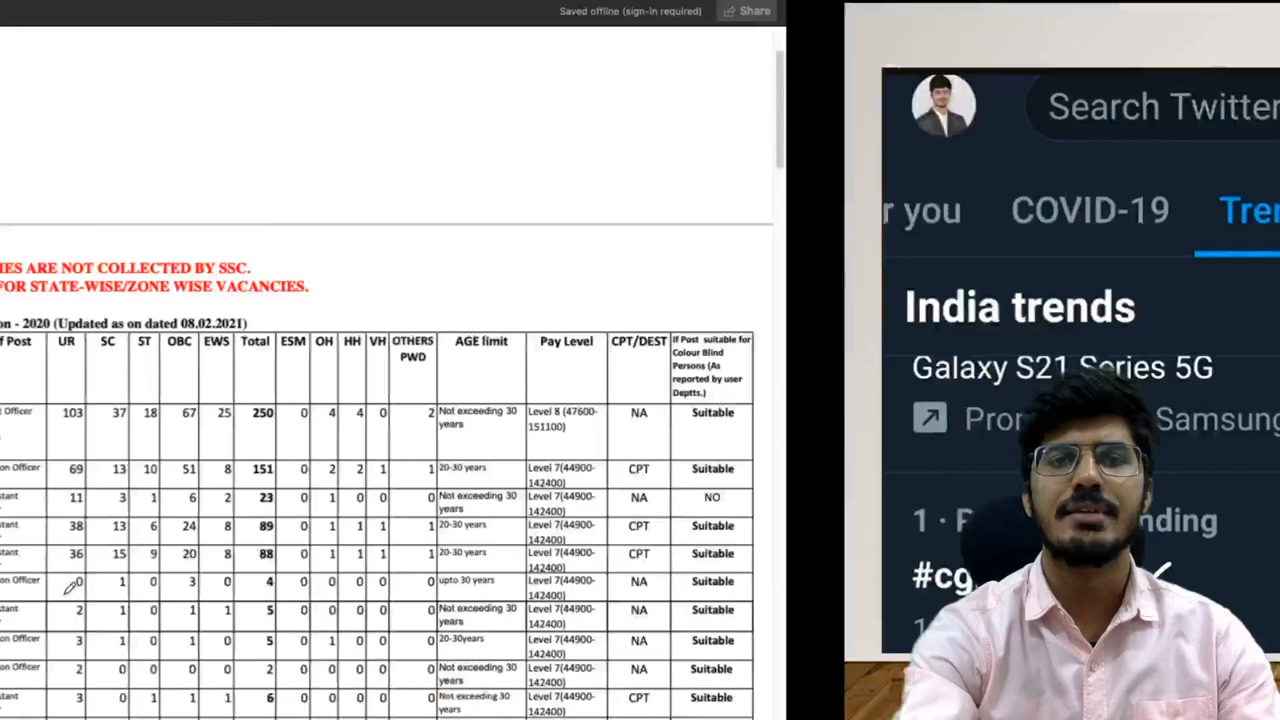 Saved offline (sign-in required)
Share
IES ARE NOT COLLECTED BY SSC.
FOR STATE-WISE/ZONE WISE VACANCIES.
on - 2020 (Updated as on dated 08.02.2021)
f Post UR SC ST OBC EWS Total ESM OH HH VH OTHERS PWD AGE limit Pay Level CPT/DEST If Post suitable for Colour Blind Persons (As reported by user Deptts.)
t Officer 103 37 18 67 25 250 0 4 4 0 2 Not exceeding 30 years Level 8 (47600-151100) NA Suitable
on Officer 69 13 10 51 8 151 0 2 2 1 1 20-30 years Level 7(44900-142400) CPT Suitable
stant 11 3 1 6 2 23 0 1 0 0 0 Not exceeding 30 years Level 7(44900-142400) NA NO
stant 38 13 6 24 8 89 0 1 1 1 1 20-30 years Level 7(44900-142400) CPT Suitable
stant 36 15 9 20 8 88 0 1 1 1 1 20-30 years Level 7(44900-142400) CPT Suitable
on Officer 0 1 0 3 0 4 0 0 0 0 0 upto 30 years Level 7(44900-142400) NA Suitable
stant 2 1 0 1 1 5 0 0 0 0 0 Not exceeding 30 years Level 7(44900-142400) NA Suitable
on Officer 3 1 0 1 0 5 0 1 0 0 0 20-30years Level 7(44900-142400) CPT Suitable
on Officer 2 0 0 0 0 2 0 0 0 0 0 Not exceeding 30 years Level 7(44900-142400) NA Suitable
stant 3 0 1 1 1 6 0 0 0 0 0 Not exceeding 30 years Level 7(44900-142400) CPT Suitable
Search Twitter
r you COVID-19 Tren
India trends
Galaxy S21 Series 5G
Pro Samsung
1 · P nding
#cg